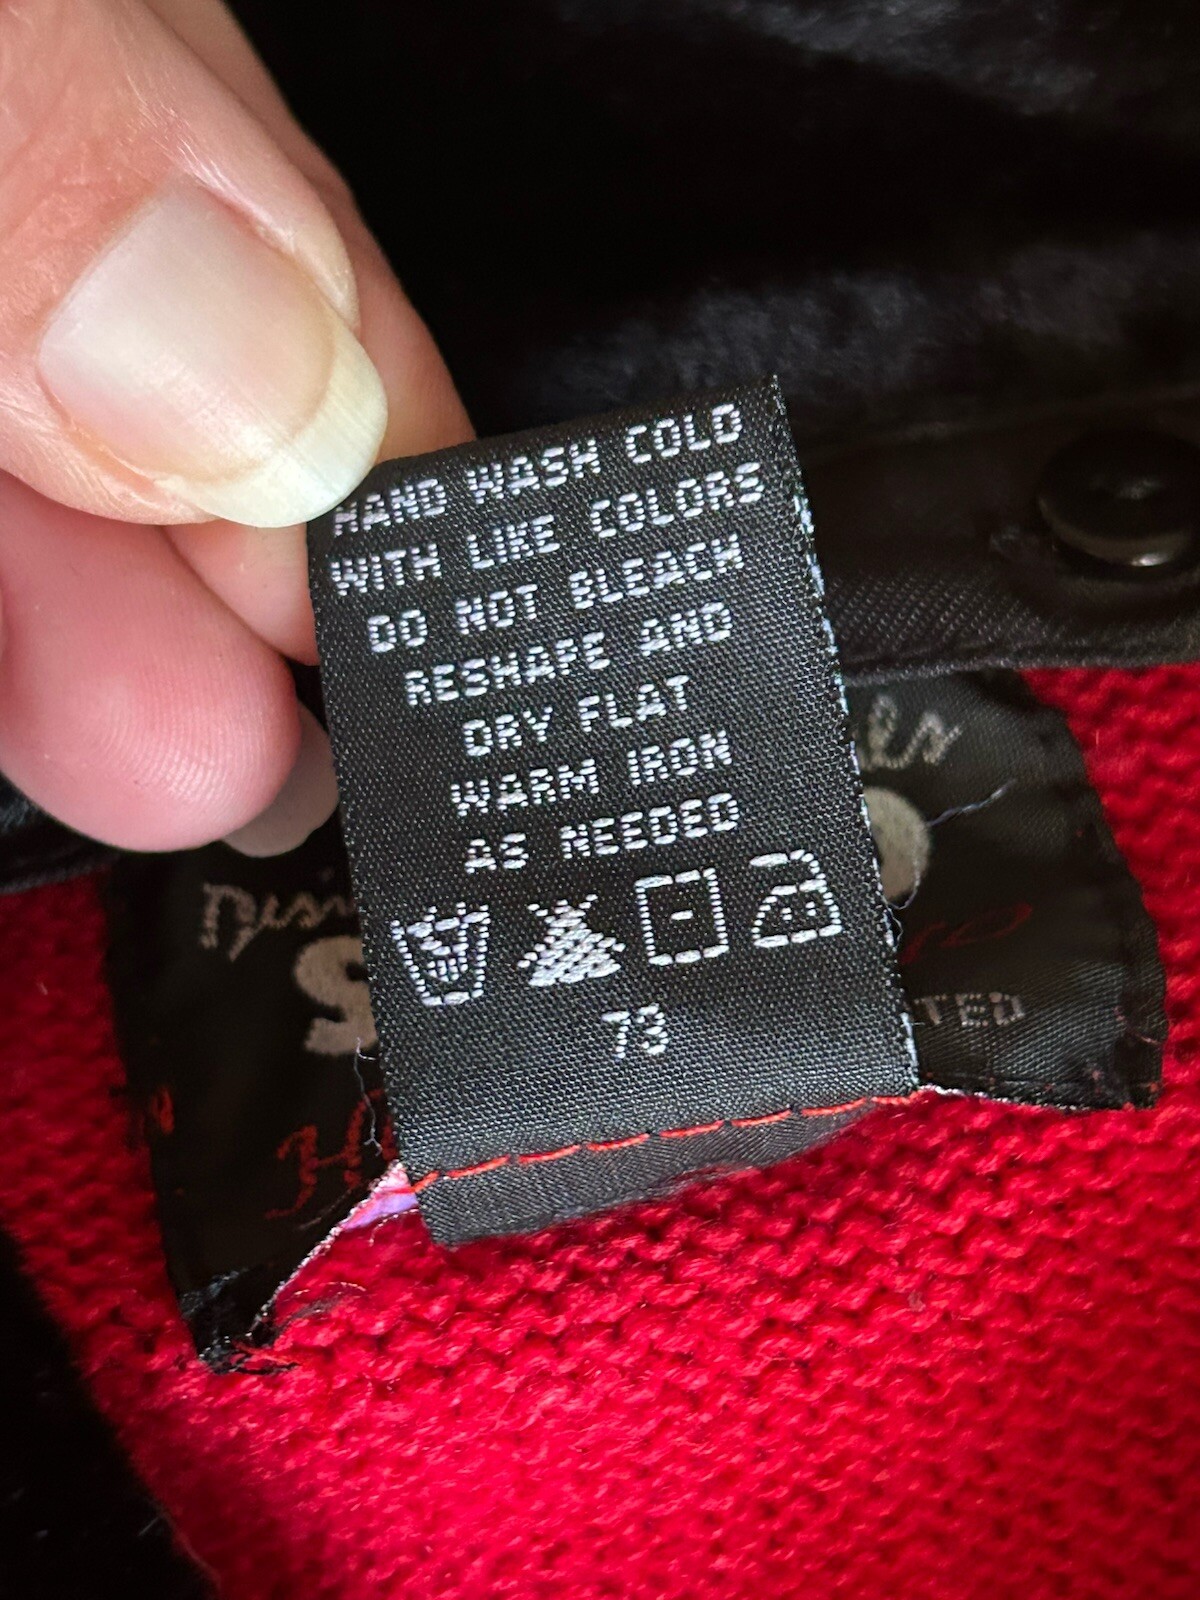 HAND WASH COLD
WITH LIKE COLORS
DO NOT BLEACH
RESHAPE AND
DRY FLAT
WARM IRON
AS NEEDED
73